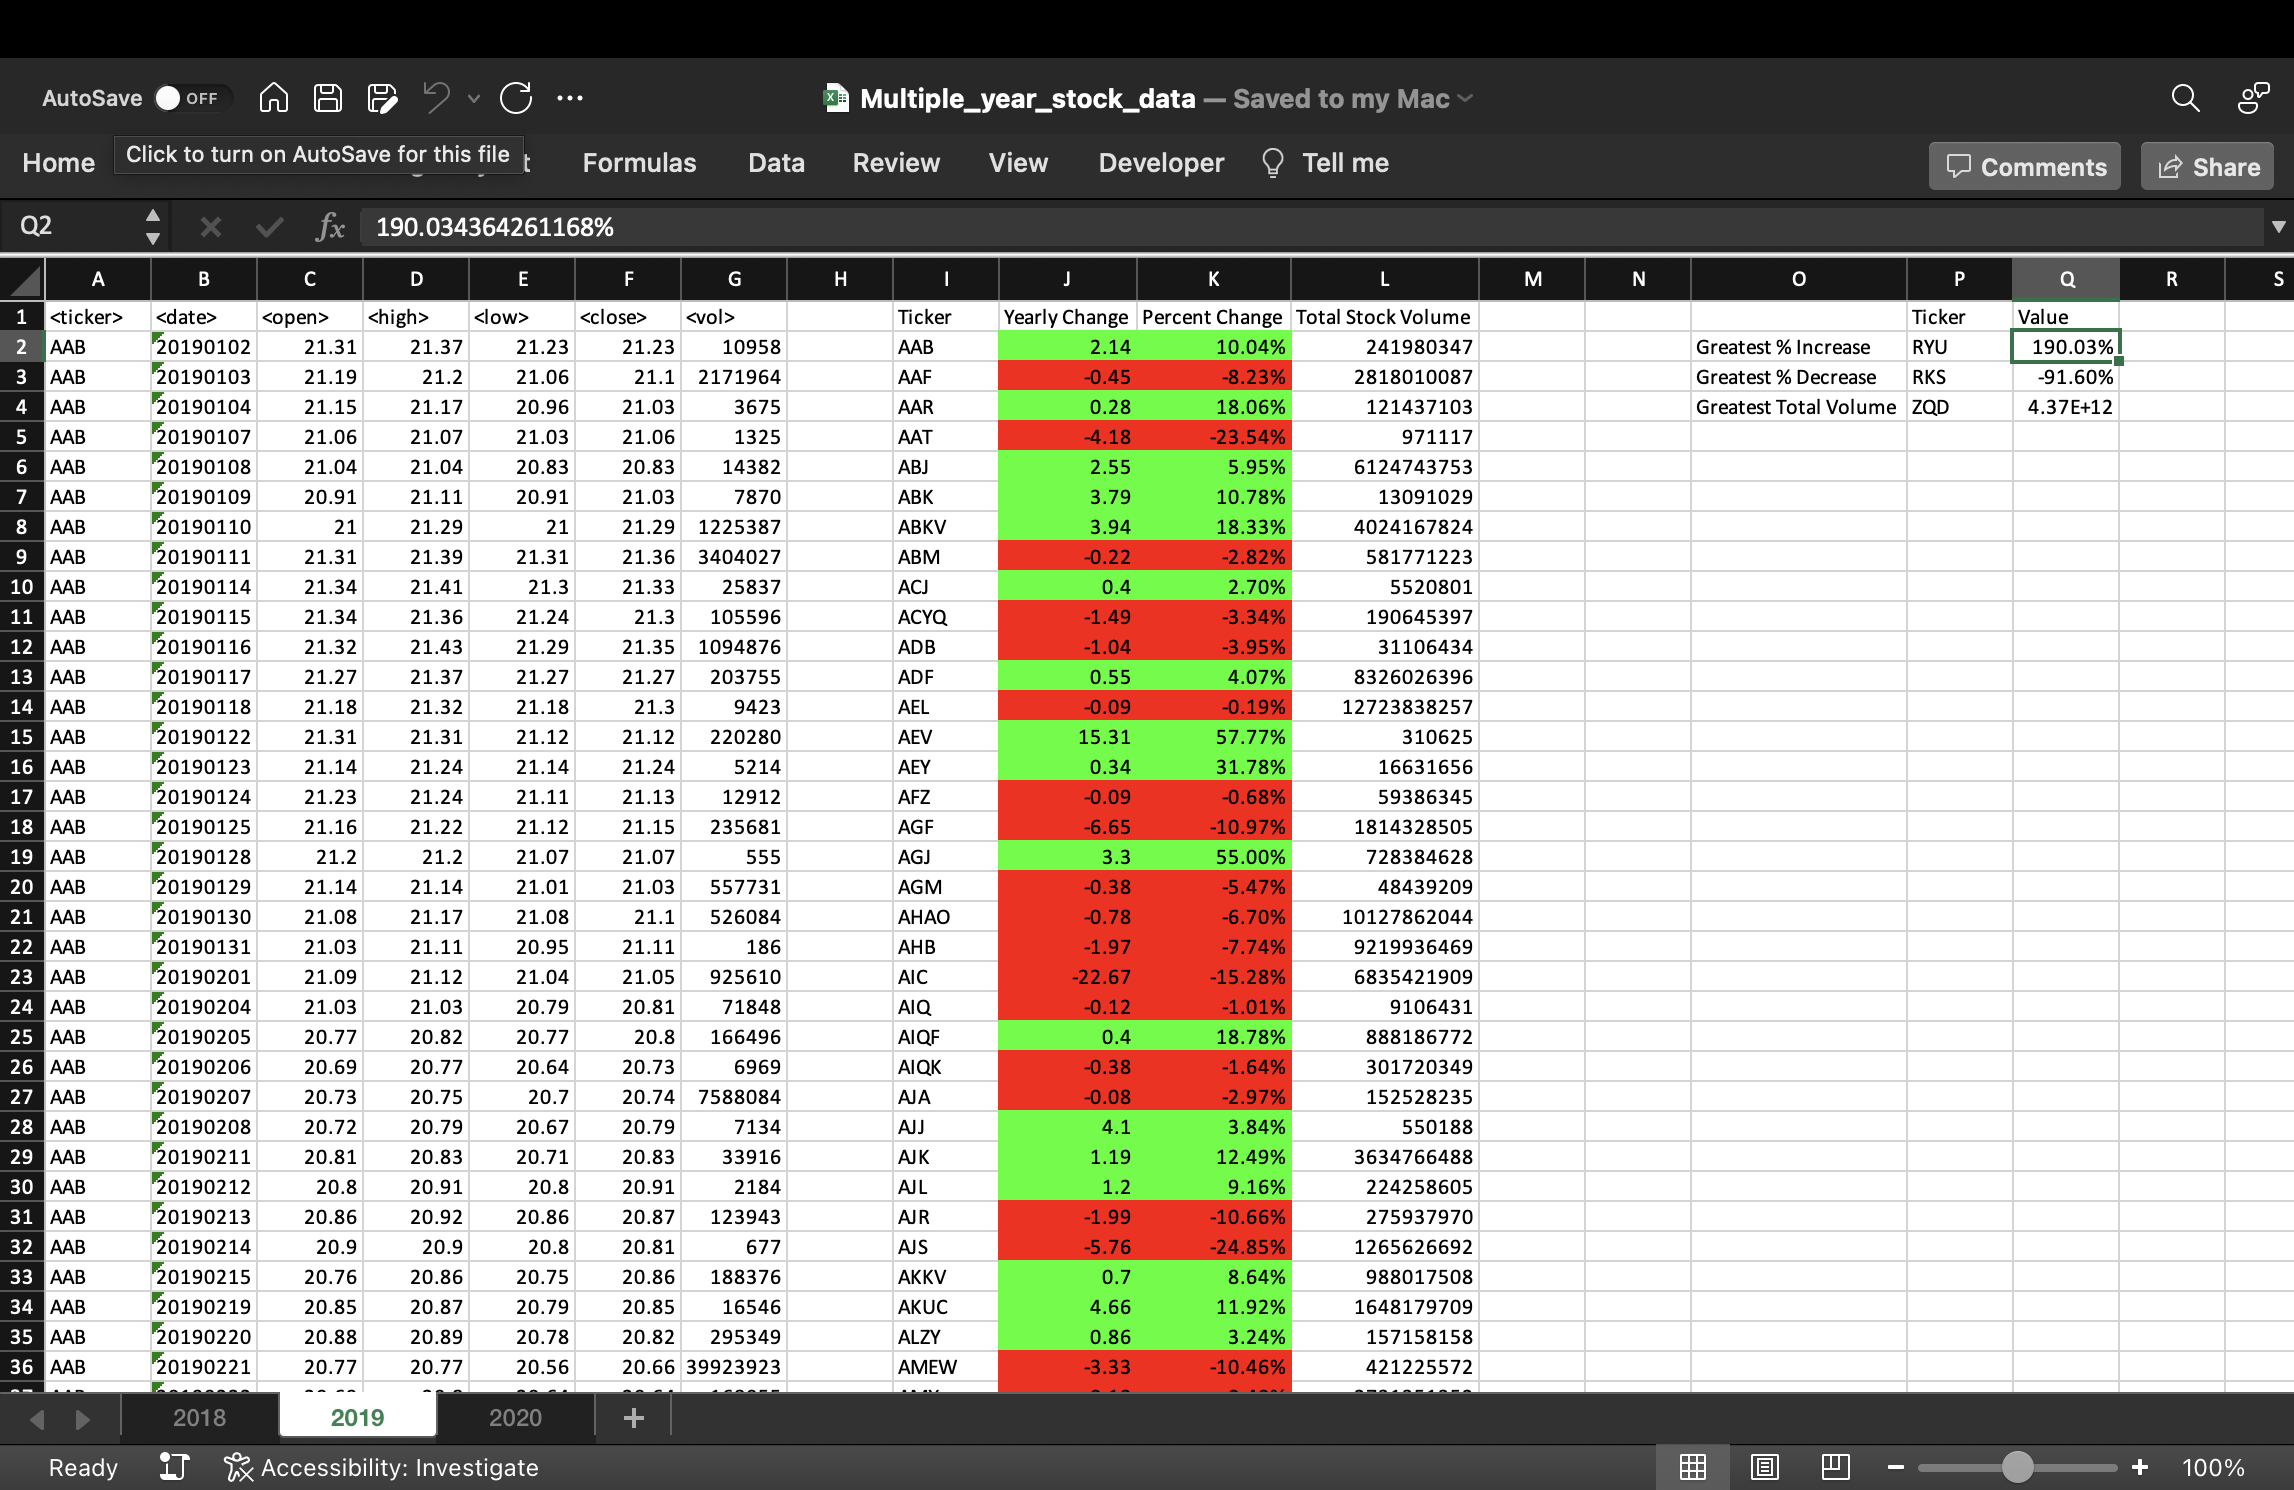 AutoSave OFF Multiple_year_stock_data — Saved to my Mac
Home Click to turn on AutoSave for this file Formulas Data Review View Developer Tell me Comments Share
Q2 fx 190.034364261168%
A B C D E F G H I J K L M N O P Q R S
1 <ticker> <date> <open> <high> <low> <close> <vol> Ticker Yearly Change Percent Change Total Stock Volume Ticker Value
2 AAB 20190102 21.31 21.37 21.23 21.23 10958 AAB 2.14 10.04% 241980347 Greatest % Increase RYU 190.03%
3 AAB 20190103 21.19 21.2 21.06 21.1 2171964 AAF -0.45 -8.23% 2818010087 Greatest % Decrease RKS -91.60%
4 AAB 20190104 21.15 21.17 20.96 21.03 3675 AAR 0.28 18.06% 121437103 Greatest Total Volume ZQD 4.37E+12
5 AAB 20190107 21.06 21.07 21.03 21.06 1325 AAT -4.18 -23.54% 971117
6 AAB 20190108 21.04 21.04 20.83 20.83 14382 ABJ 2.55 5.95% 6124743753
7 AAB 20190109 20.91 21.11 20.91 21.03 7870 ABK 3.79 10.78% 13091029
8 AAB 20190110 21 21.29 21 21.29 1225387 ABKV 3.94 18.33% 4024167824
9 AAB 20190111 21.31 21.39 21.31 21.36 3404027 ABM -0.22 -2.82% 581771223
10 AAB 20190114 21.34 21.41 21.3 21.33 25837 ACJ 0.4 2.70% 5520801
11 AAB 20190115 21.34 21.36 21.24 21.3 105596 ACYQ -1.49 -3.34% 190645397
12 AAB 20190116 21.32 21.43 21.29 21.35 1094876 ADB -1.04 -3.95% 31106434
13 AAB 20190117 21.27 21.37 21.27 21.27 203755 ADF 0.55 4.07% 8326026396
14 AAB 20190118 21.18 21.32 21.18 21.3 9423 AEL -0.09 -0.19% 12723838257
15 AAB 20190122 21.31 21.31 21.12 21.12 220280 AEV 15.31 57.77% 310625
16 AAB 20190123 21.14 21.24 21.14 21.24 5214 AEY 0.34 31.78% 16631656
17 AAB 20190124 21.23 21.24 21.11 21.13 12912 AFZ -0.09 -0.68% 59386345
18 AAB 20190125 21.16 21.22 21.12 21.15 235681 AGF -6.65 -10.97% 1814328505
19 AAB 20190128 21.2 21.2 21.07 21.07 555 AGJ 3.3 55.00% 728384628
20 AAB 20190129 21.14 21.14 21.01 21.03 557731 AGM -0.38 -5.47% 48439209
21 AAB 20190130 21.08 21.17 21.08 21.1 526084 AHAO -0.78 -6.70% 10127862044
22 AAB 20190131 21.03 21.11 20.95 21.11 186 AHB -1.97 -7.74% 9219936469
23 AAB 20190201 21.09 21.12 21.04 21.05 925610 AIC -22.67 -15.28% 6835421909
24 AAB 20190204 21.03 21.03 20.79 20.81 71848 AIQ -0.12 -1.01% 9106431
25 AAB 20190205 20.77 20.82 20.77 20.8 166496 AIQF 0.4 18.78% 888186772
26 AAB 20190206 20.69 20.77 20.64 20.73 6969 AIQK -0.38 -1.64% 301720349
27 AAB 20190207 20.73 20.75 20.7 20.74 7588084 AJA -0.08 -2.97% 152528235
28 AAB 20190208 20.72 20.79 20.67 20.79 7134 AJJ 4.1 3.84% 550188
29 AAB 20190211 20.81 20.83 20.71 20.83 33916 AJK 1.19 12.49% 3634766488
30 AAB 20190212 20.8 20.91 20.8 20.91 2184 AJL 1.2 9.16% 224258605
31 AAB 20190213 20.86 20.92 20.86 20.87 123943 AJR -1.99 -10.66% 275937970
32 AAB 20190214 20.9 20.9 20.8 20.81 677 AJS -5.76 -24.85% 1265626692
33 AAB 20190215 20.76 20.86 20.75 20.86 188376 AKKV 0.7 8.64% 988017508
34 AAB 20190219 20.85 20.87 20.79 20.85 16546 AKUC 4.66 11.92% 1648179709
35 AAB 20190220 20.88 20.89 20.78 20.82 295349 ALZY 0.86 3.24% 157158158
36 AAB 20190221 20.77 20.77 20.56 20.66 39923923 AMEW -3.33 -10.46% 421225572
2018 2019 2020 +
Ready Accessibility: Investigate 100%